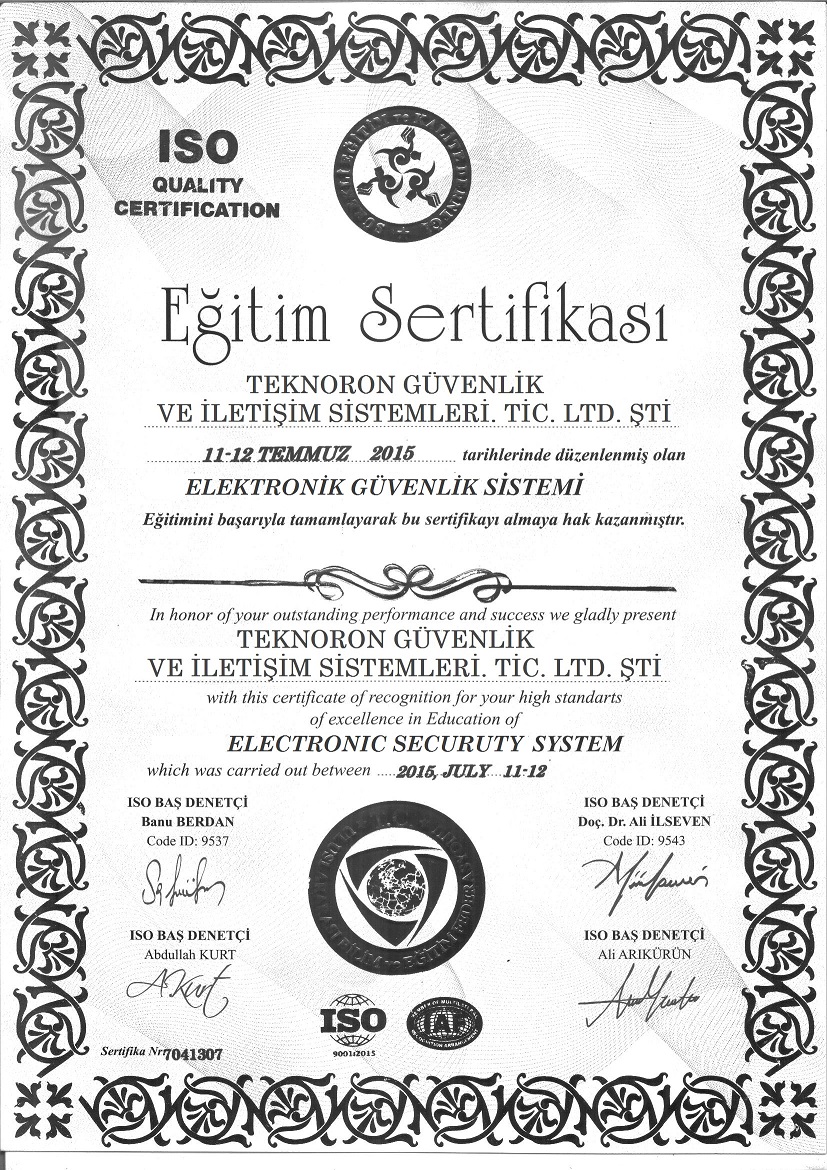 ISO
QUALITY
CERTIFICATION
Eğitim Sertifikası
TEKNORON GÜVENLİK
VE İLETİŞİM SİSTEMLERİ. TİC. LTD. ŞTİ
11-12 TEMMUZ 2015 tarihlerinde düzenlenmiş olan
ELEKTRONİK GÜVENLİK SİSTEMİ
Eğitimini başarıyla tamamlayarak bu sertifikayı almaya hak kazanmıştır.
In honor of your outstanding performance and success we gladly present
TEKNORON GÜVENLİK
VE İLETİŞİM SİSTEMLERİ. TİC. LTD. ŞTİ
with this certificate of recognition for your high standarts
of excellence in Education of
ELECTRONIC SECURUTY SYSTEM
which was carried out between ..... 2015, JULY 11-12
ISO BAŞ DENETÇİ
Banu BERDAN
Code ID: 9537
ISO BAŞ DENETÇİ
Doç. Dr. Ali İLSEVEN
Code ID: 9543
ISO BAŞ DENETÇİ
Abdullah KURT
A.Kurt
ISO BAŞ DENETÇİ
Ali ARIKÜRÜN
ISO
9001:2015
IAF
Sertifika Nr: 7041307